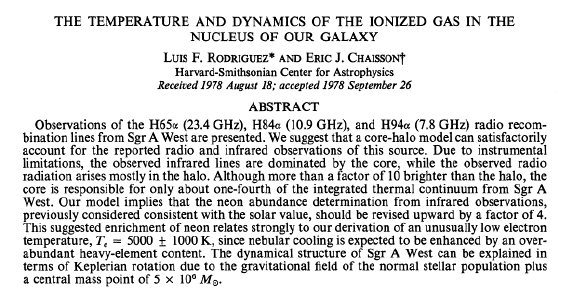 THE TEMPERATURE AND DYNAMICS OF THE IONIZED GAS IN THE
NUCLEUS OF OUR GALAXY
LUIS F. RODRIGUEZ* AND ERIC J. CHAISSON†
Harvard-Smithsonian Center for Astrophysics
Received 1978 August 18; accepted 1978 September 26
ABSTRACT
Observations of the H65α (23.4 GHz), H84α (10.9 GHz), and H94α (7.8 GHz) radio recom-
bination lines from Sgr A West are presented. We suggest that a core-halo model can satisfactorily
account for the reported radio and infrared observations of this source. Due to instrumental
limitations, the observed infrared lines are dominated by the core, while the observed radio
radiation arises mostly in the halo. Although more than a factor of 10 brighter than the halo, the
core is responsible for only about one-fourth of the integrated thermal continuum from Sgr A
West. Our model implies that the neon abundance determination from infrared observations,
previously considered consistent with the solar value, should be revised upward by a factor of 4.
This suggested enrichment of neon relates strongly to our derivation of an unusually low electron
temperature, Tₑ = 5000 ± 1000 K, since nebular cooling is expected to be enhanced by an over-
abundant heavy-element content. The dynamical structure of Sgr A West can be explained in
terms of Keplerian rotation due to the gravitational field of the normal stellar population plus
a central mass point of 5 × 10⁶ M☉.